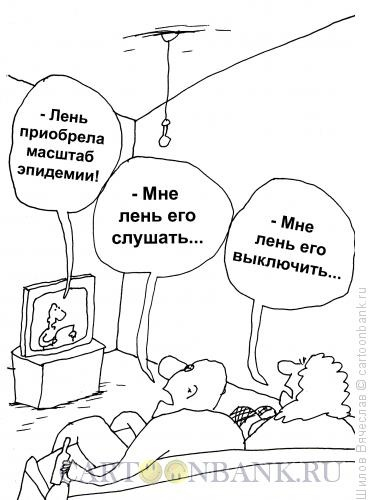 - Лень
приобрела
масштаб
эпидемии!
- Мне
лень его
слушать...
- Мне
лень его
выключить...
CARTOONBANK.RU
Шилов Вячеслав © cartoonbank.ru